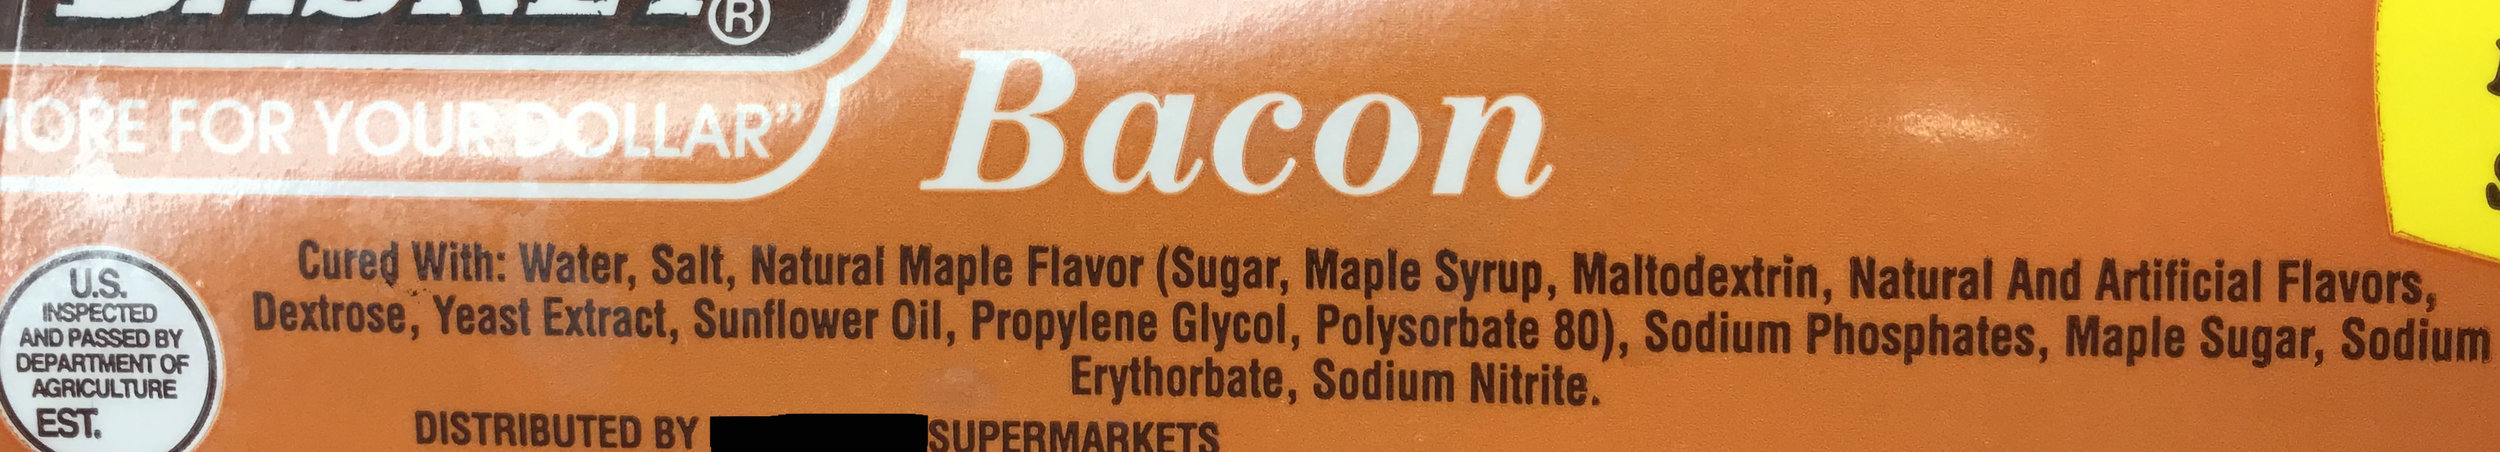 ®
FOR YOUR DOLLAR"
Bacon
Cured With: Water, Salt, Natural Maple Flavor (Sugar, Maple Syrup, Maltodextrin, Natural And Artificial Flavors,
Dextrose, Yeast Extract, Sunflower Oil, Propylene Glycol, Polysorbate 80), Sodium Phosphates, Maple Sugar, Sodium
Erythorbate, Sodium Nitrite.
U.S.
INSPECTED
AND PASSED BY
DEPARTMENT OF
AGRICULTURE
EST.
DISTRIBUTED BY SUPERMARKETS